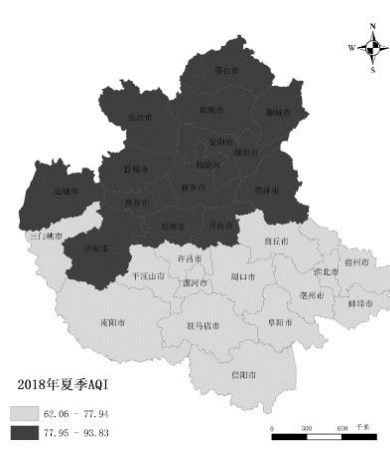 N
W
S
邢台市
长治市
邯郸市
聊城市
安阳市
濮阳市
晋城市
鹤壁市
新乡市
运城市
焦作市
菏泽市
郑州市
开封市
三门峡市
洛阳市
商丘市
许昌市
宿州市
淮北市
平顶山市
漯河市
周口市
亳州市
蚌埠市
南阳市
驻马店市
阜阳市
信阳市
2018年夏季AQI
62.06 - 77.94
77.95 - 93.83
0 300 600 千米